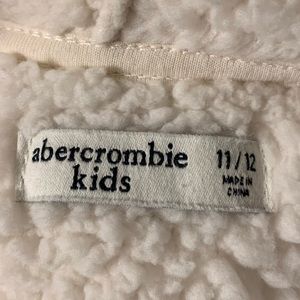 abercrombie
kids
11/12
MADE IN
CHINA